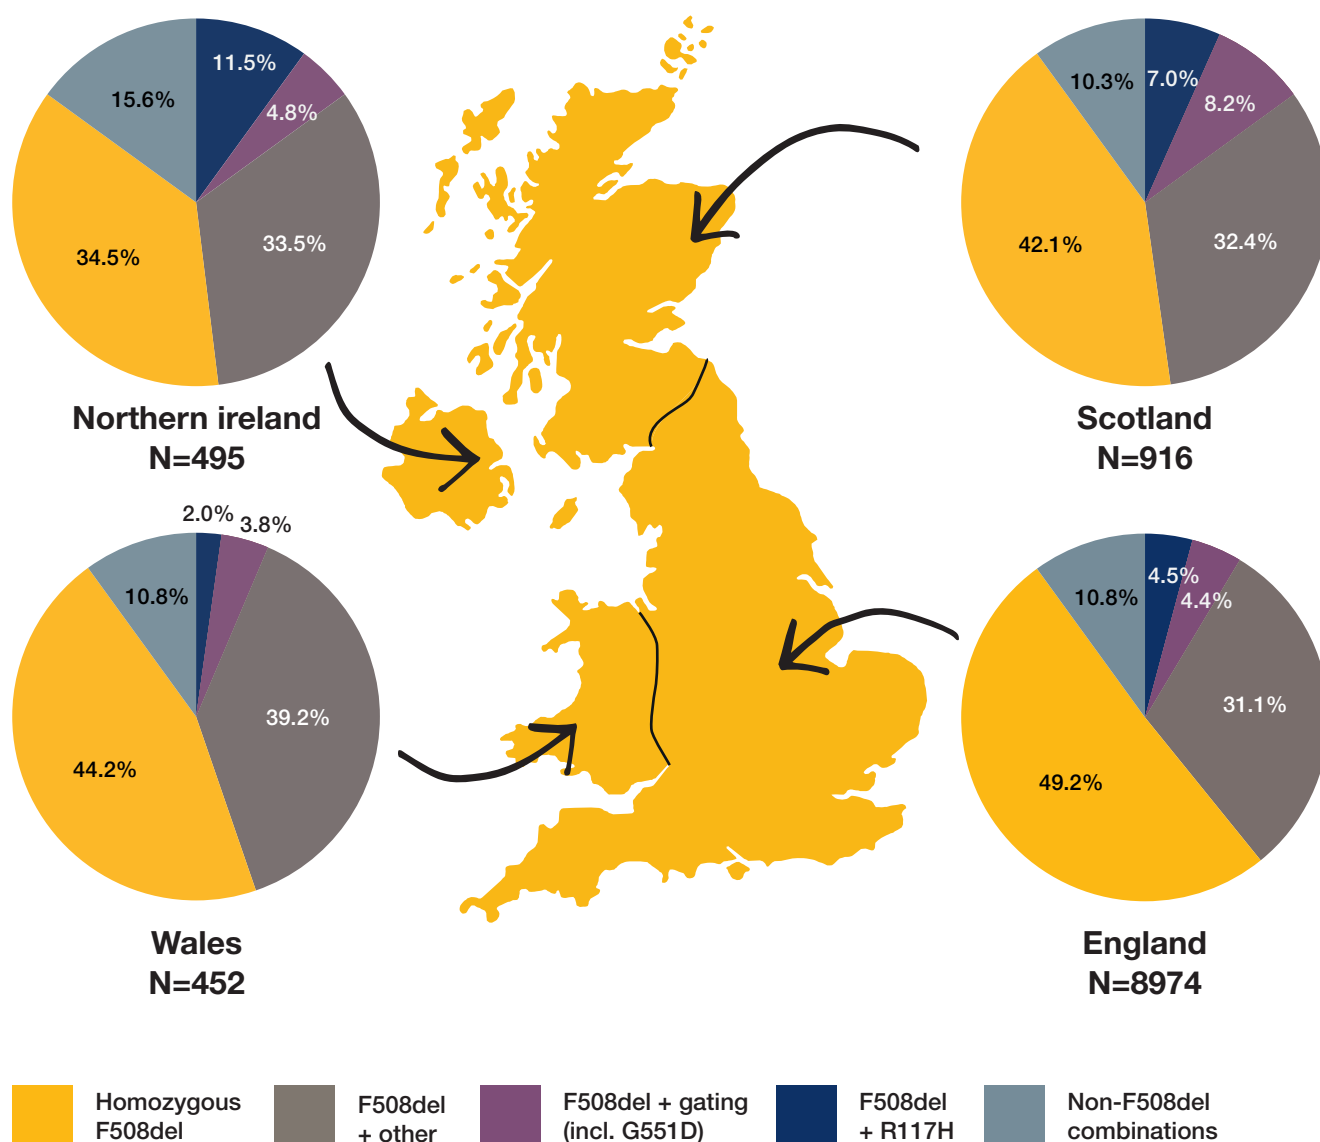 11.5%
4.8%
33.5%
34.5%
15.6%
Northern ireland
N=495
7.0%
8.2%
32.4%
42.1%
10.3%
Scotland
N=916
2.0%
3.8%
39.2%
44.2%
10.8%
Wales
N=452
4.5%
4.4%
31.1%
49.2%
10.8%
England
N=8974
Homozygous
F508del
F508del
+ other
F508del + gating
(incl. G551D)
F508del
+ R117H
Non-F508del
combinations